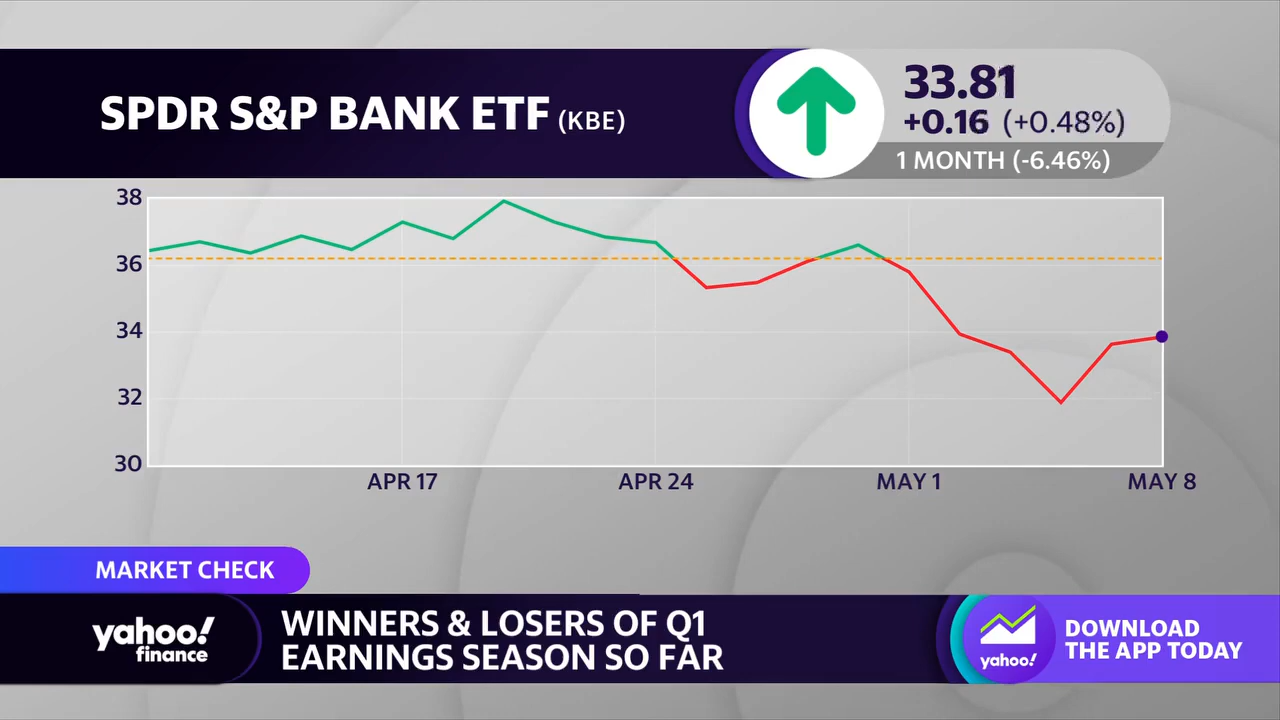 SPDR S&P BANK ETF (KBE)
33.81
+0.16 (+0.48%)
1 MONTH (-6.46%)
38
36
34
32
30
APR 17 APR 24 MAY 1 MAY 8
MARKET CHECK
yahoo!
finance
WINNERS & LOSERS OF Q1
EARNINGS SEASON SO FAR
yahoo!
DOWNLOAD
THE APP TODAY